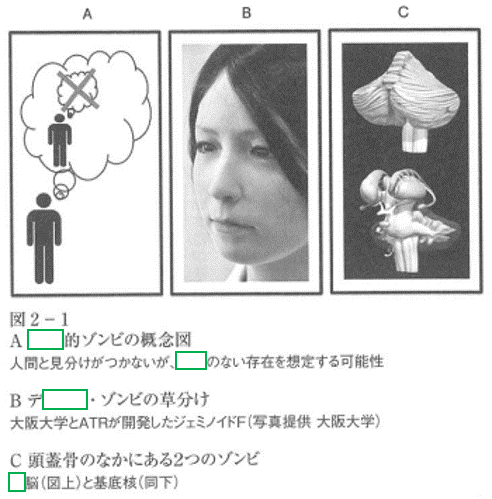 A B C
図2-1
A 的ゾンビの概念図
人間と見分けがつかないが、のない存在を想定する可能性
B デ・ゾンビの草分け
大阪大学とATRが開発したジェミノイドF(写真提供 大阪大学)
C 頭蓋骨のなかにある2つのゾンビ
脳(図上)と基底核(同下)